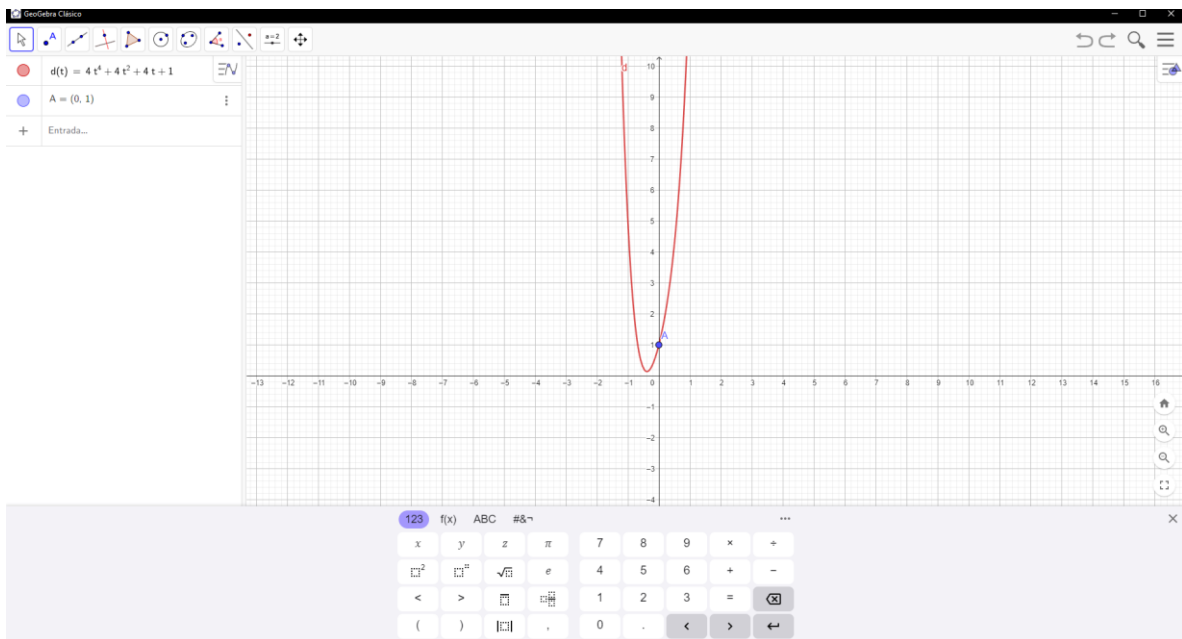 GeoGebra Clásico
d(t) = 4 t⁴ + 4 t² + 4 t + 1
A = (0, 1)
+ Entrada...
a=2
d
A
10
9
8
7
6
5
4
3
2
1
-13 -12 -11 -10 -9 -8 -7 -6 -5 -4 -3 -2 -1 0 1 2 3 4 5 6 7 8 9 10 11 12 13 14 15 16
-1
-2
-3
-4
123 f(x) ABC #&¬ ...
x y z π 7 8 9 × ÷
² √ e 4 5 6 + −
< > 1 2 3 =
( ) |  | , 0 . < >